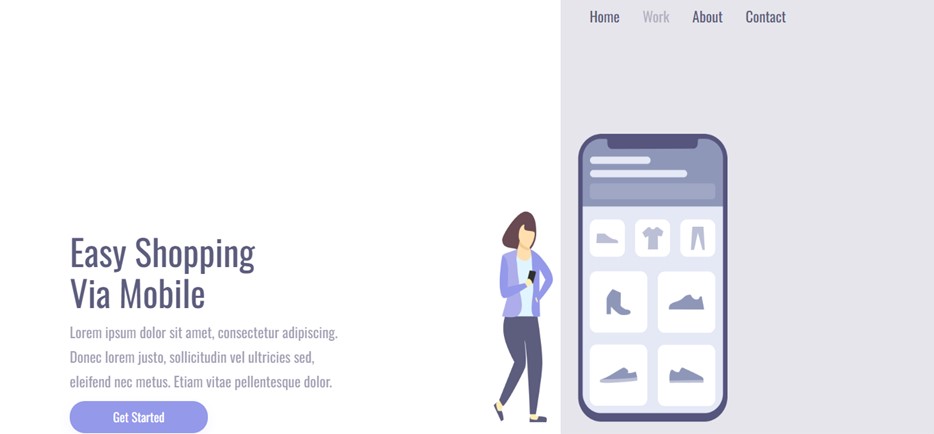 Home Work About Contact
Easy Shopping
Via Mobile
Lorem ipsum dolor sit amet, consectetur adipiscing.
Donec lorem justo, sollicitudin vel ultricies sed,
eleifend nec metus. Etiam vitae pellentesque dolor.
Get Started